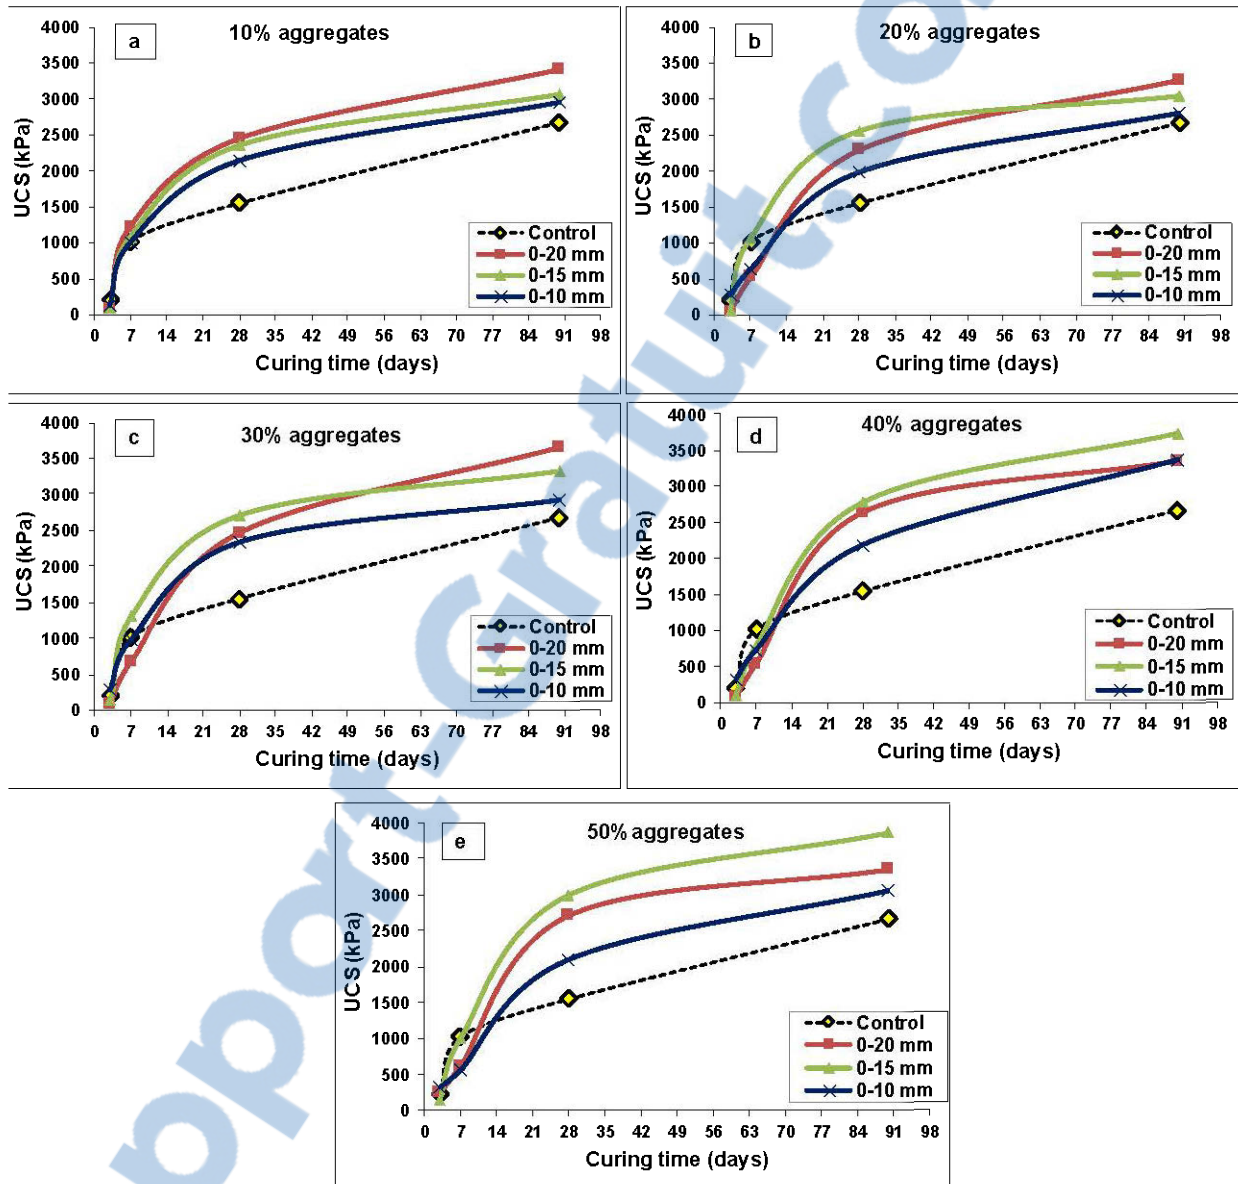 a
10% aggregates
4000
3500
3000
2500
2000
1500
1000
500
0
UCS (kPa)
Control
0-20 mm
0-15 mm
0-10 mm
0 7 14 21 28 35 42 49 56 63 70 77 84 91 98
Curing time (days)
b
20% aggregates
4000
3500
3000
2500
2000
1500
1000
500
0
UCS (kPa)
Control
0-20 mm
0-15 mm
0-10 mm
0 7 14 21 28 35 42 49 56 63 70 77 84 91 98
Curing time (days)
c
30% aggregates
4000
3500
3000
2500
2000
1500
1000
500
0
UCS (kPa)
Control
0-20 mm
0-15 mm
0-10 mm
0 7 14 21 28 35 42 49 56 63 70 77 84 91 98
Curing time (days)
d
40% aggregates
4000
3500
3000
2500
2000
1500
1000
500
0
UCS (kPa)
Control
0-20 mm
0-15 mm
0-10 mm
0 7 14 21 28 35 42 49 56 63 70 77 84 91 98
Curing time (days)
e
50% aggregates
4000
3500
3000
2500
2000
1500
1000
500
0
UCS (kPa)
Control
0-20 mm
0-15 mm
0-10 mm
0 7 14 21 28 35 42 49 56 63 70 77 84 91 98
Curing time (days)
pport-Gratuit.co